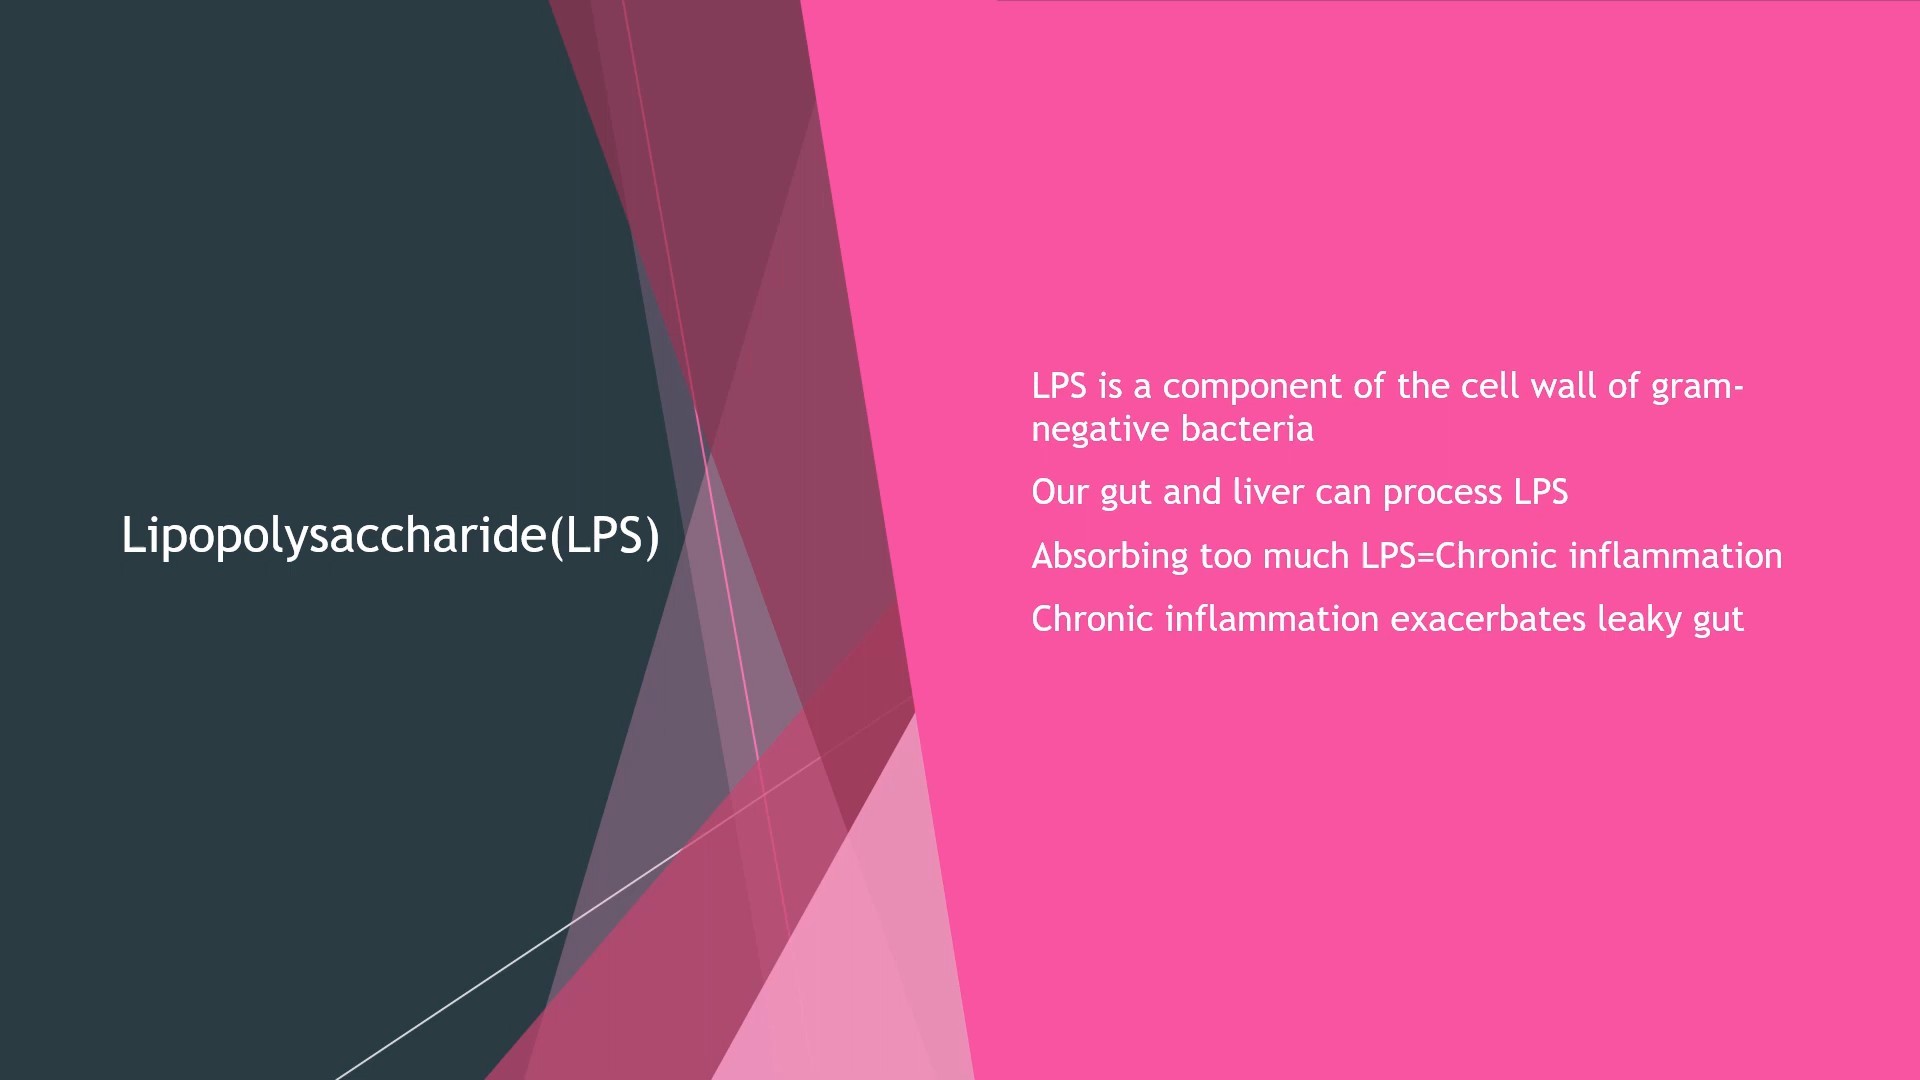 Lipopolysaccharide(LPS)
LPS is a component of the cell wall of gram-
negative bacteria
Our gut and liver can process LPS
Absorbing too much LPS=Chronic inflammation
Chronic inflammation exacerbates leaky gut